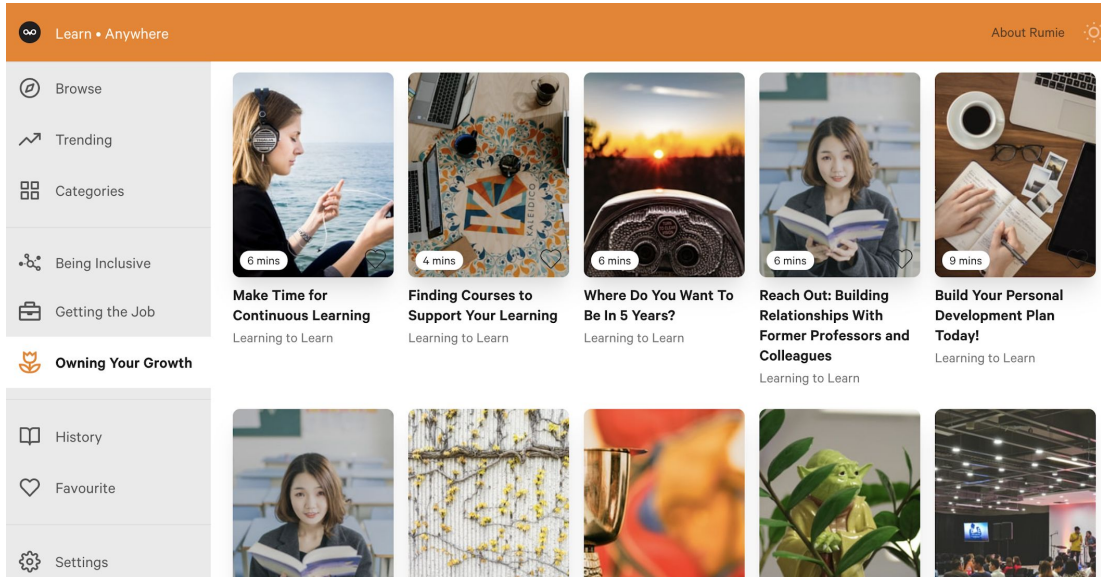 Learn • Anywhere
About Rumie
Browse
Trending
Categories
Being Inclusive
Getting the Job
Owning Your Growth
History
Favourite
Settings
6 mins
Make Time for
Continuous Learning
Learning to Learn
4 mins
Finding Courses to
Support Your Learning
Learning to Learn
6 mins
Where Do You Want To
Be In 5 Years?
Learning to Learn
6 mins
Reach Out: Building
Relationships With
Former Professors and
Colleagues
Learning to Learn
9 mins
Build Your Personal
Development Plan
Today!
Learning to Learn